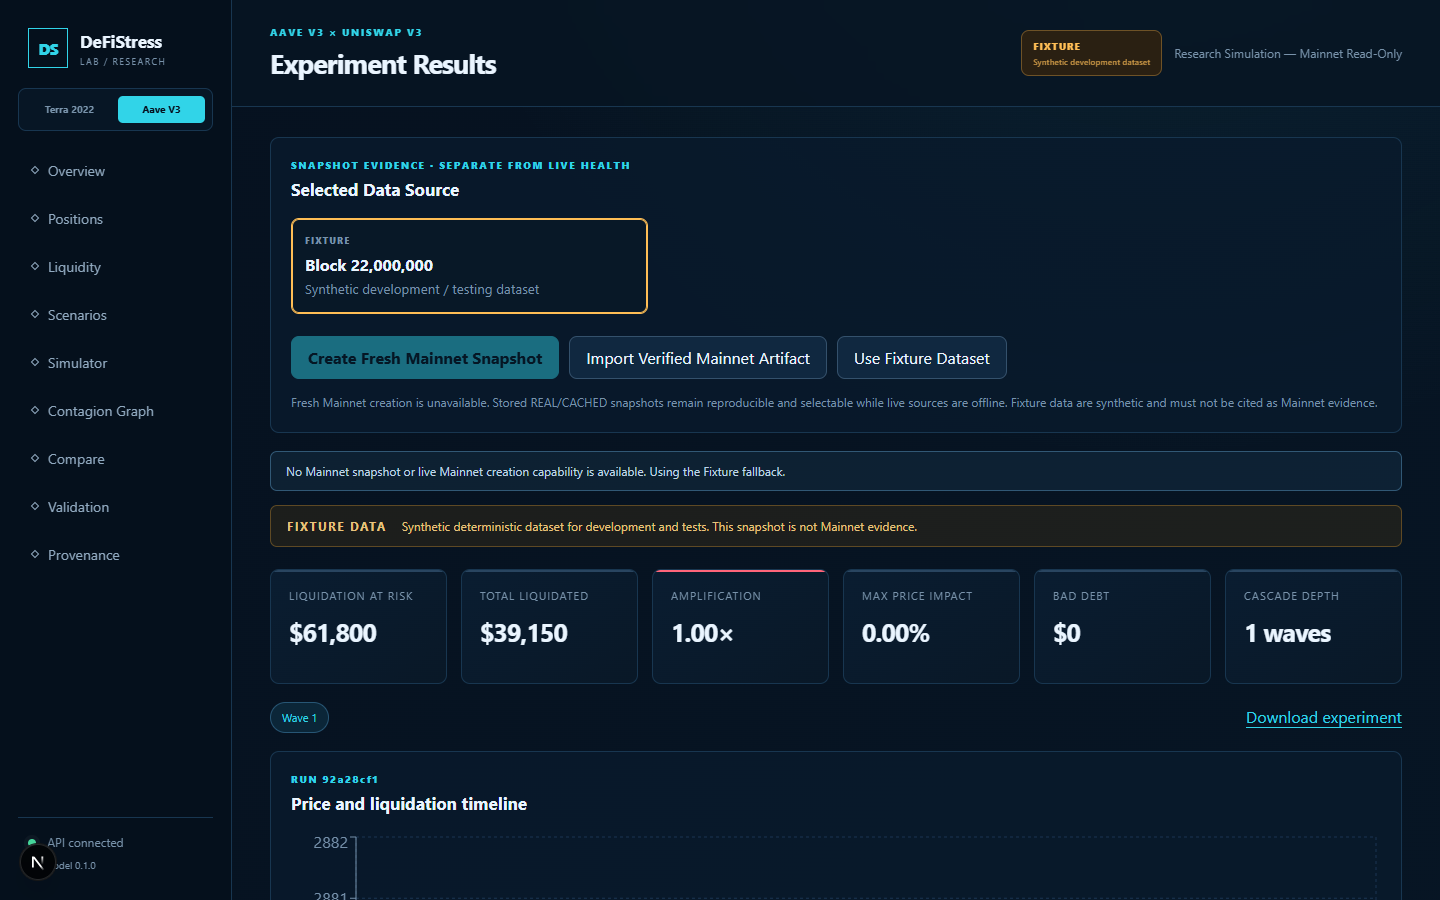 DS
DeFiStress
LAB / RESEARCH
Terra 2022
Aave V3
Overview
Positions
Liquidity
Scenarios
Simulator
Contagion Graph
Compare
Validation
Provenance
API connected
odel 0.1.0
N
AAVE V3 × UNISWAP V3
Experiment Results
FIXTURE
Synthetic development dataset
Research Simulation — Mainnet Read-Only
SNAPSHOT EVIDENCE · SEPARATE FROM LIVE HEALTH
Selected Data Source
FIXTURE
Block 22,000,000
Synthetic development / testing dataset
Create Fresh Mainnet Snapshot
Import Verified Mainnet Artifact
Use Fixture Dataset
Fresh Mainnet creation is unavailable. Stored REAL/CACHED snapshots remain reproducible and selectable while live sources are offline. Fixture data are synthetic and must not be cited as Mainnet evidence.
No Mainnet snapshot or live Mainnet creation capability is available. Using the Fixture fallback.
FIXTURE DATA Synthetic deterministic dataset for development and tests. This snapshot is not Mainnet evidence.
LIQUIDATION AT RISK
$61,800
TOTAL LIQUIDATED
$39,150
AMPLIFICATION
1.00×
MAX PRICE IMPACT
0.00%
BAD DEBT
$0
CASCADE DEPTH
1 waves
Wave 1
Download experiment
RUN 92a28cf1
Price and liquidation timeline
2882
2881